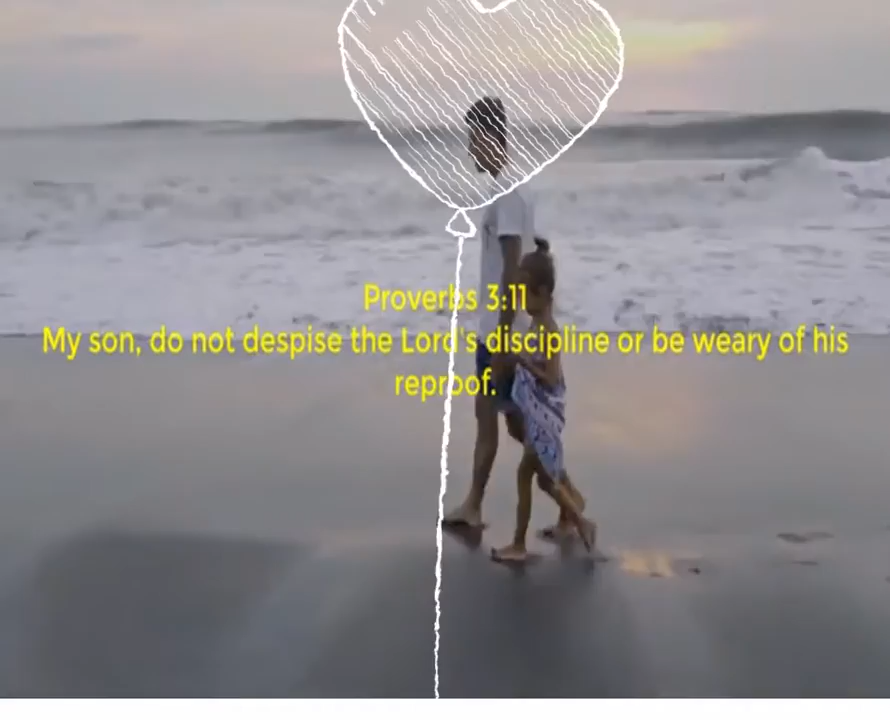 Proverbs 3:11
My son, do not despise the Lord's discipline or be weary of his
reproof.